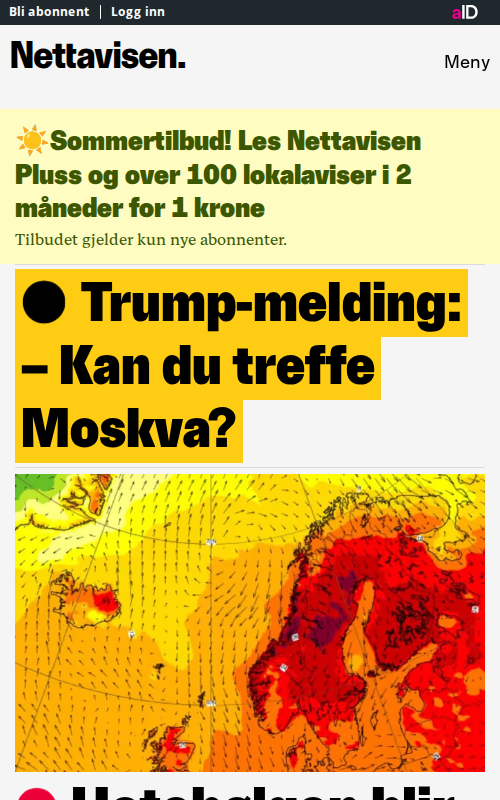 Bli abonnent Logg inn
aID
Nettavisen.
Meny
Sommertilbud! Les Nettavisen
Pluss og over 100 lokalaviser i 2
måneder for 1 krone
Tilbudet gjelder kun nye abonnenter.
Trump-melding:
– Kan du treffe
Moskva?